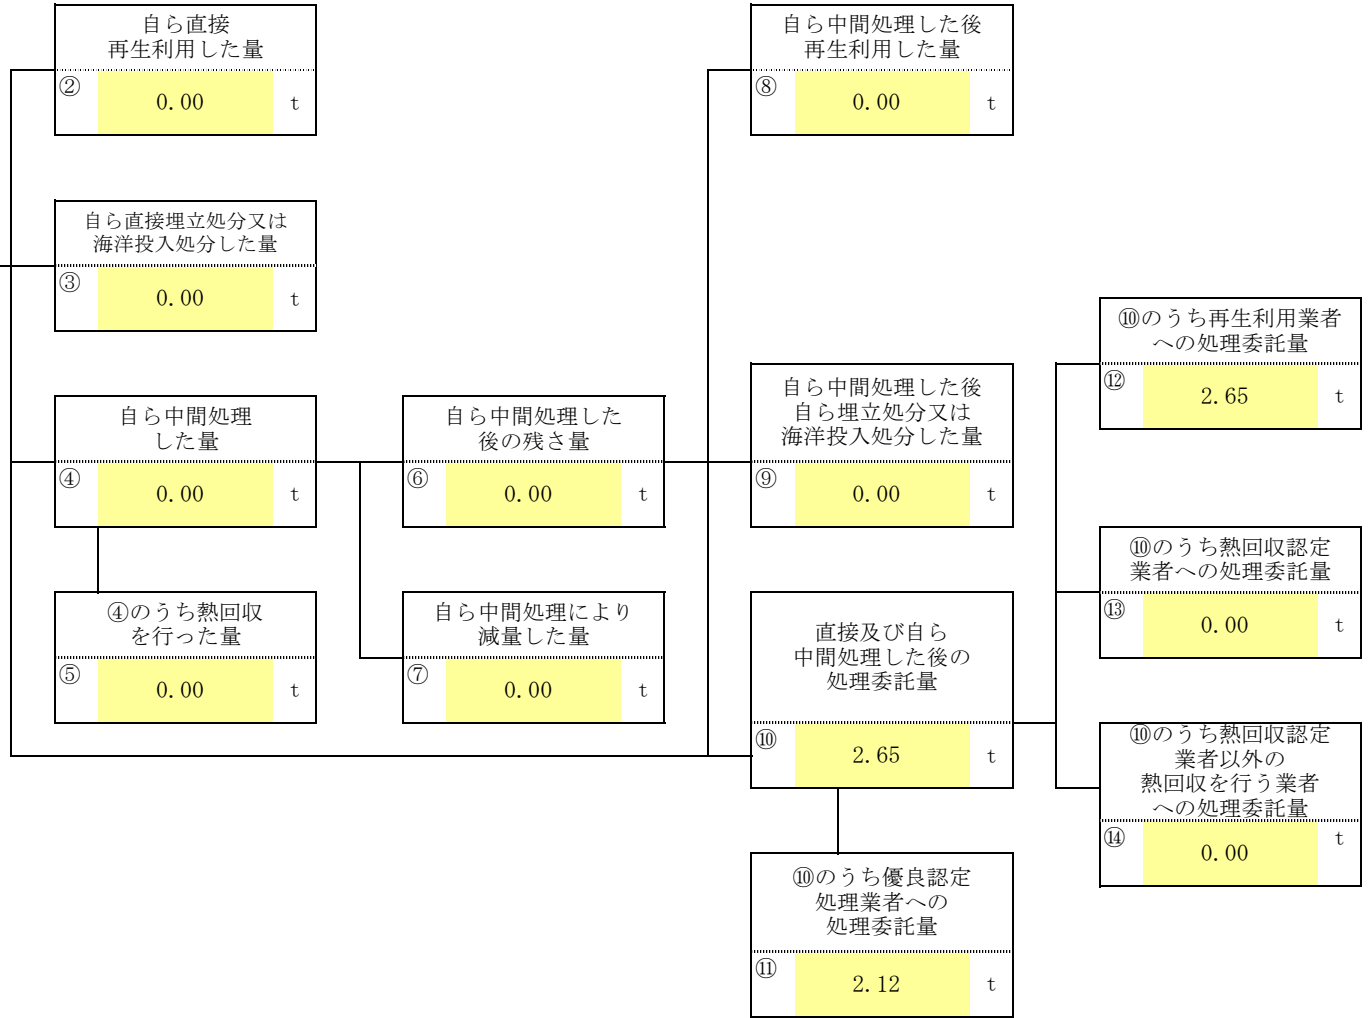 自ら直接
再生利用した量
②
0.00
t
自ら直接埋立処分又は
海洋投入処分した量
③
0.00
t
自ら中間処理
した量
④
0.00
t
④のうち熱回収
を行った量
⑤
0.00
t
自ら中間処理した
後の残さ量
⑥
0.00
t
自ら中間処理により
減量した量
⑦
0.00
t
自ら中間処理した後
再生利用した量
⑧
0.00
t
自ら中間処理した後
自ら埋立処分又は
海洋投入処分した量
⑨
0.00
t
直接及び自ら
中間処理した後の
処理委託量
⑩
2.65
t
⑩のうち優良認定
処理業者への
処理委託量
⑪
2.12
t
⑩のうち再生利用業者
への処理委託量
⑫
2.65
t
⑩のうち熱回収認定
業者への処理委託量
⑬
0.00
t
⑩のうち熱回収認定
業者以外の
熱回収を行う業者
への処理委託量
⑭
0.00
t